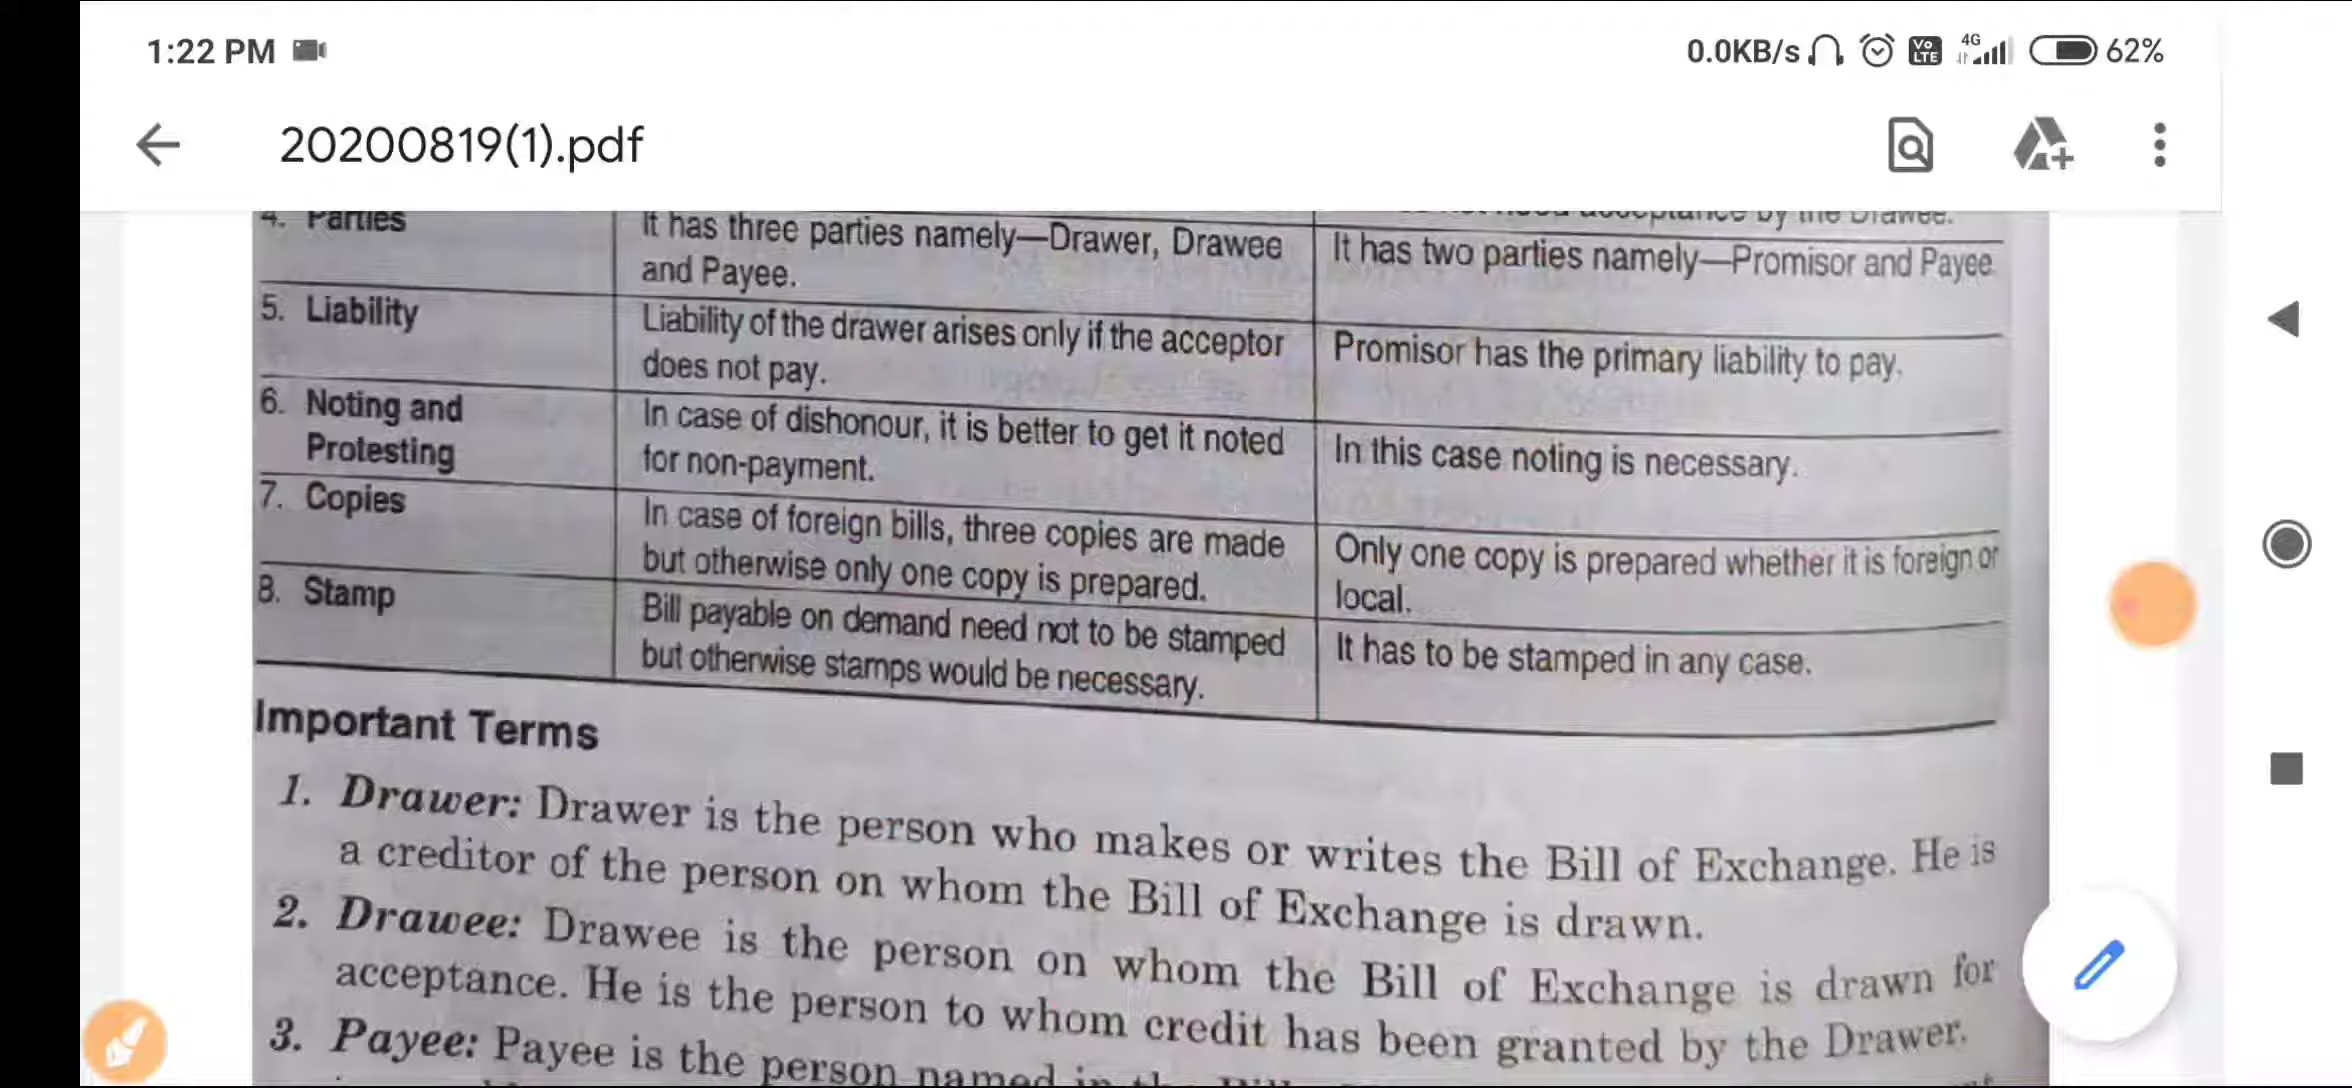 1:22 PM
0.0KB/s
Vo LTE
4G
62%
20200819(1).pdf
acceptance by the Drawee.
4. Parties
It has three parties namely—Drawer, Drawee
and Payee.
It has two parties namely—Promisor and Payee
5. Liability
Liability of the drawer arises only if the acceptor
does not pay.
Promisor has the primary liability to pay.
6. Noting and
Protesting
In case of dishonour, it is better to get it noted
for non-payment.
In this case noting is necessary.
7. Copies
In case of foreign bills, three copies are made
but otherwise only one copy is prepared.
Only one copy is prepared whether it is foreign or
local.
8. Stamp
Bill payable on demand need not to be stamped
but otherwise stamps would be necessary.
It has to be stamped in any case.
Important Terms
1. Drawer: Drawer is the person who makes or writes the Bill of Exchange. He is
a creditor of the person on whom the Bill of Exchange is drawn.
2. Drawee: Drawee is the person on whom the Bill of Exchange is drawn for
acceptance. He is the person to whom credit has been granted by the Drawer.
3. Payee: Payee is the person named in